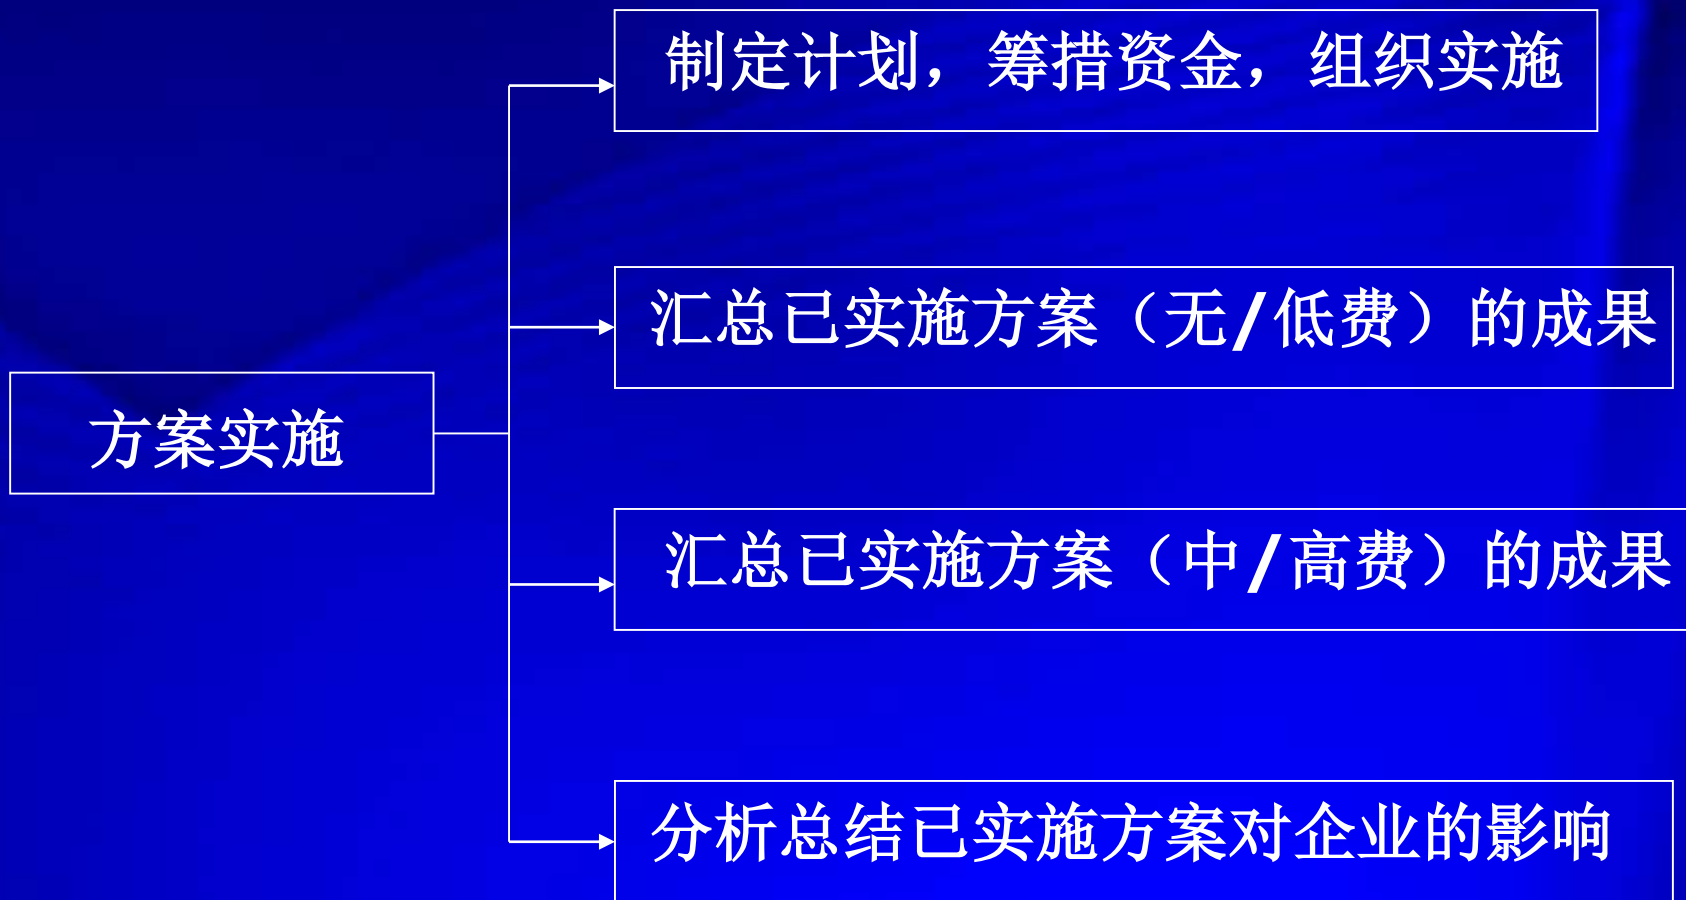 制定计划，筹措资金，组织实施
汇总已实施方案（无/低费）的成果
方案实施
汇总已实施方案（中/高费）的成果
分析总结已实施方案对企业的影响